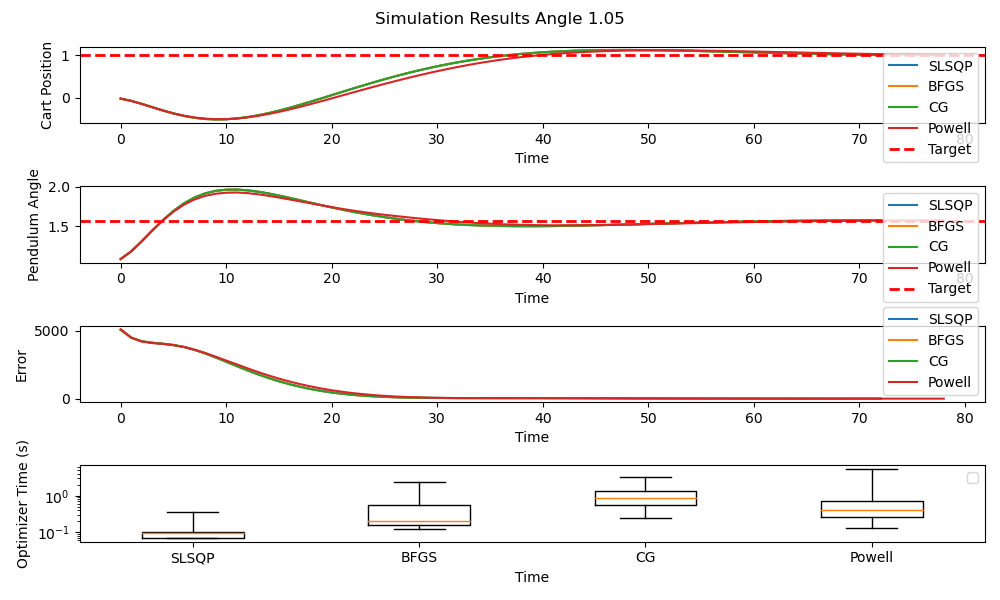 Simulation Results Angle 1.05
Cart Position
1
0
0 10 20 30 40 50 60 70 80
Time
SLSQP
BFGS
CG
Powell
Target
Pendulum Angle
2.0
1.5
0 10 20 30 40 50 60 70 80
Time
SLSQP
BFGS
CG
Powell
Target
Error
5000
0
0 10 20 30 40 50 60 70 80
Time
SLSQP
BFGS
CG
Powell
Optimizer Time (s)
10⁰
10⁻¹
SLSQP BFGS CG Powell
Time